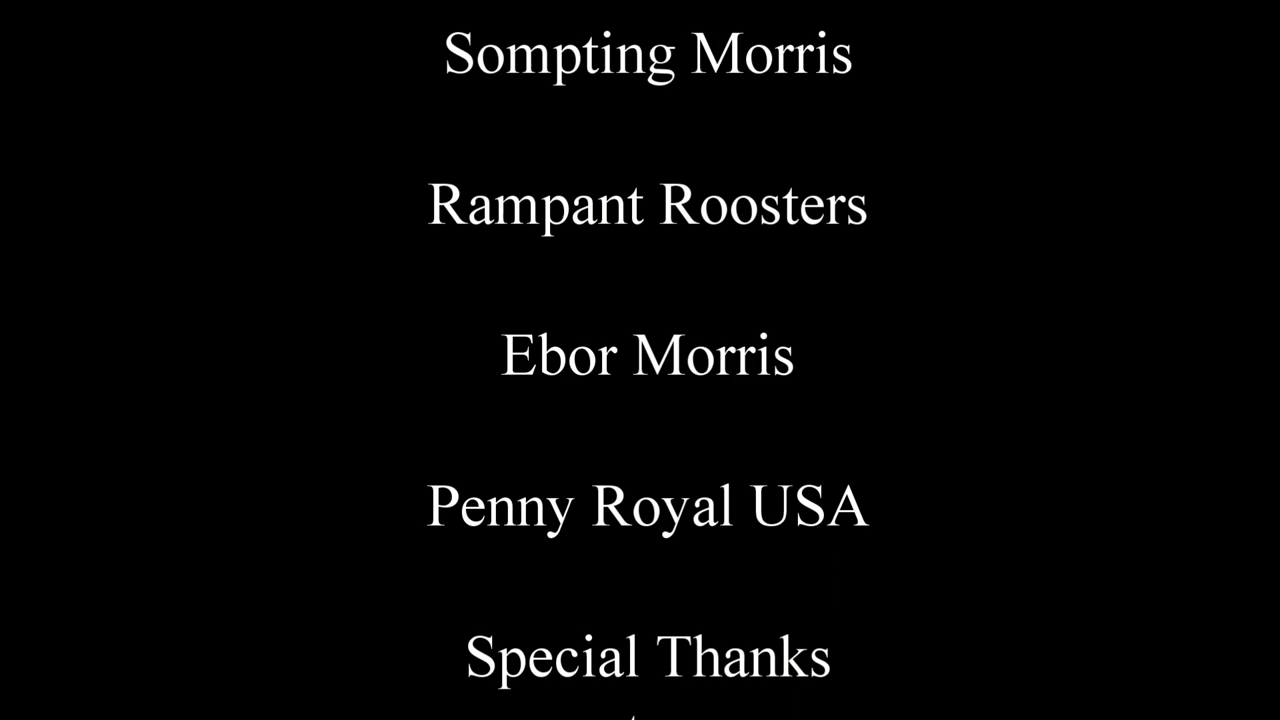 Sompting Morris
Rampant Roosters
Ebor Morris
Penny Royal USA
Special Thanks